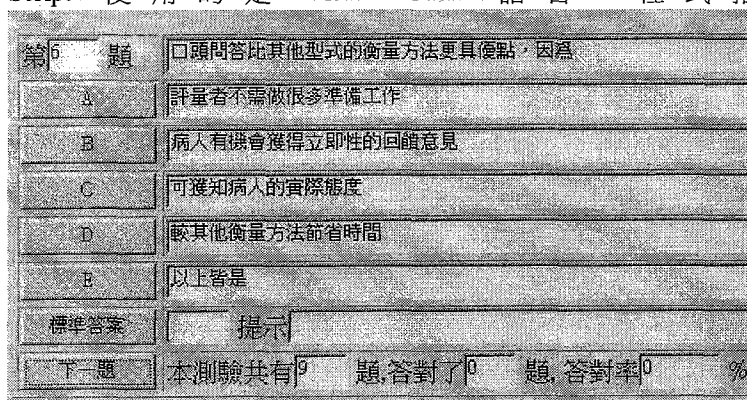 第6 題 口頭問答比其他型式的衡量方法更具優點，因為
A 評量者不需做很多準備工作
B 病人有機會獲得立即性的回饋意見
C 可獲知病人的實際態度
D 較其他衡量方法節省時間
E 以上皆是
標準答案 提示
下一題 本測驗共有9 題,答對了0 題, 答對率0 %